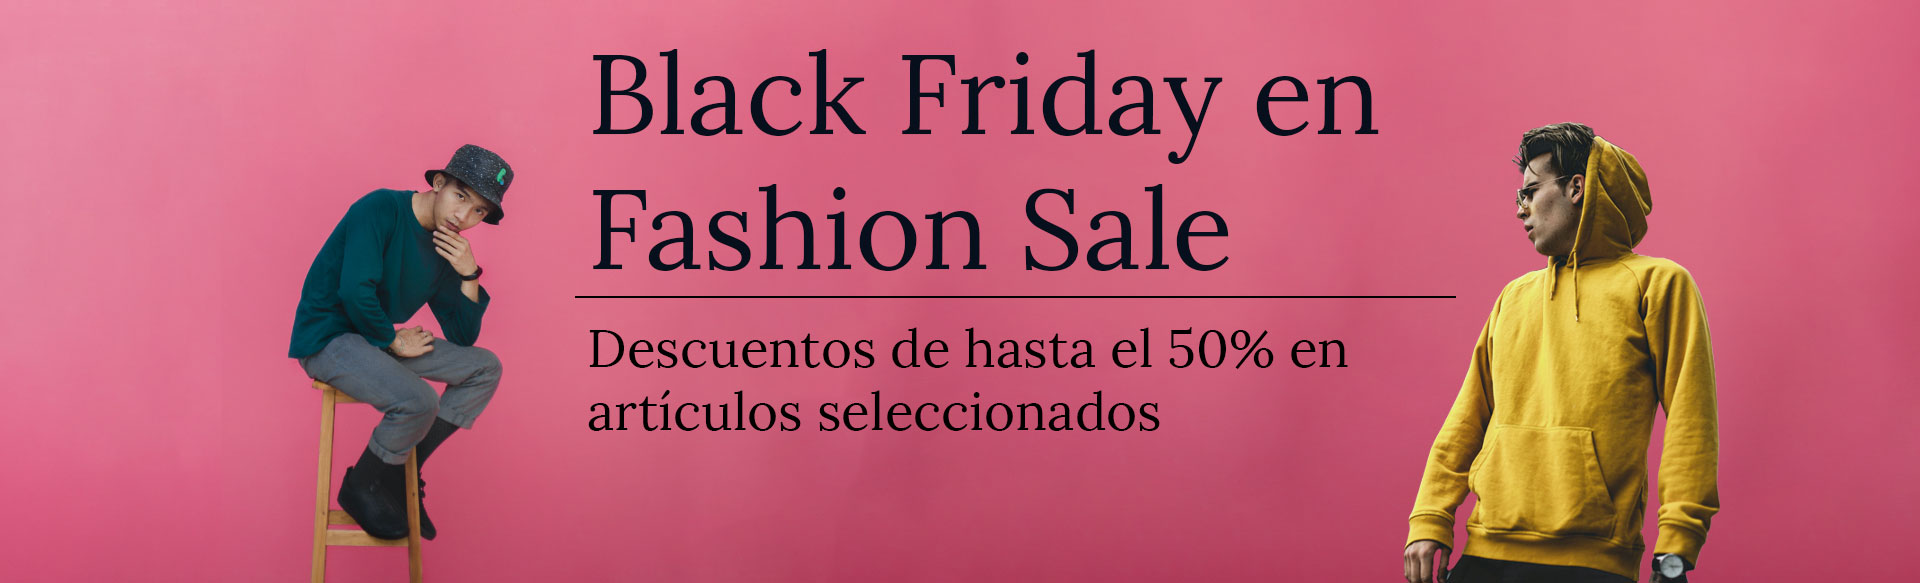 Black Friday en
Fashion Sale
Descuentos de hasta el 50% en
artículos seleccionados